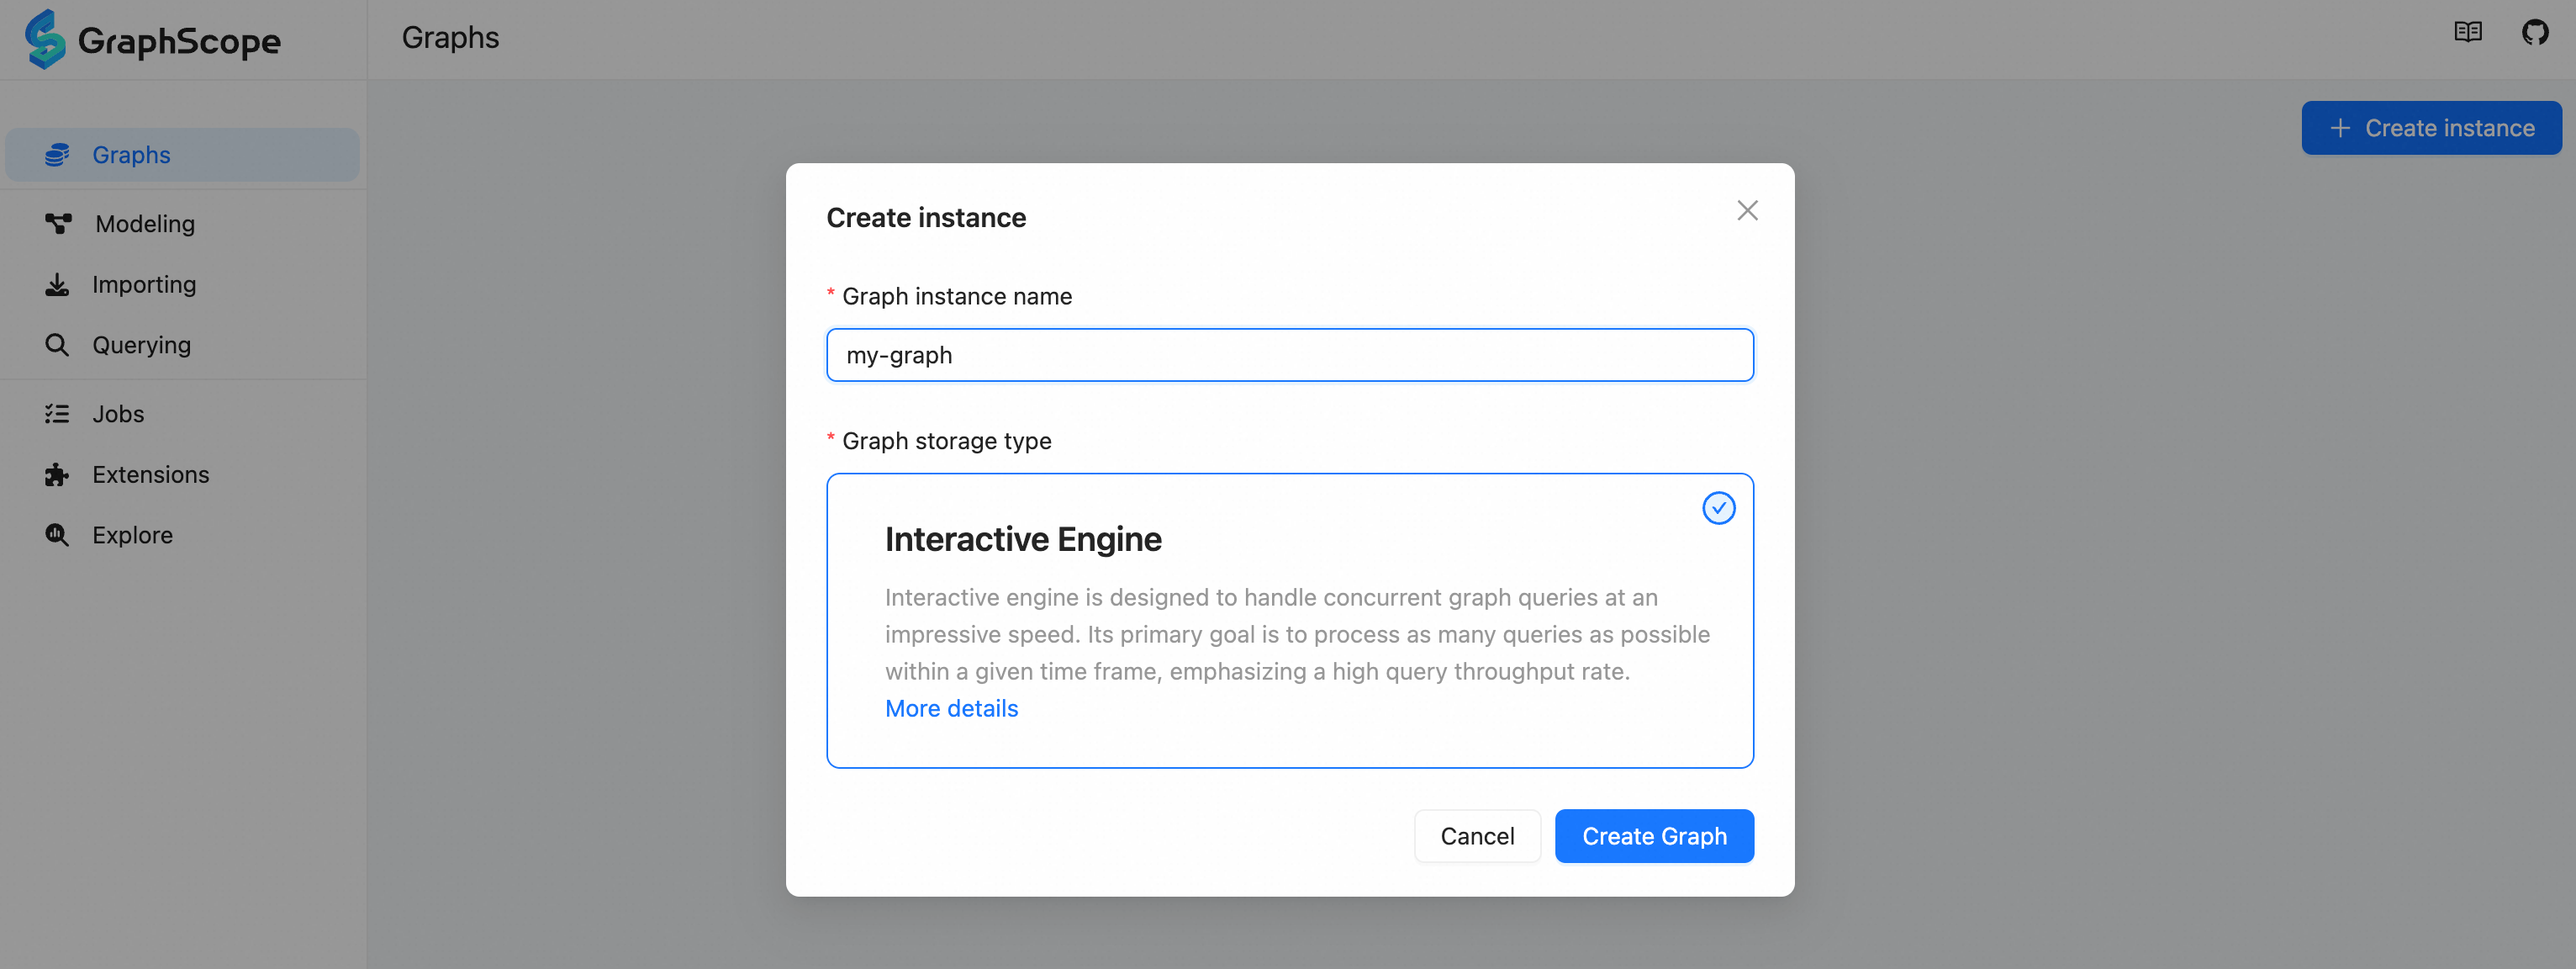 GraphScope
Graphs
Create instance
Graphs
Modeling
Importing
Querying
Jobs
Extensions
Explore
Create instance
* Graph instance name
my-graph
* Graph storage type
Interactive Engine
Interactive engine is designed to handle concurrent graph queries at an
impressive speed. Its primary goal is to process as many queries as possible
within a given time frame, emphasizing a high query throughput rate.
More details
Cancel
Create Graph